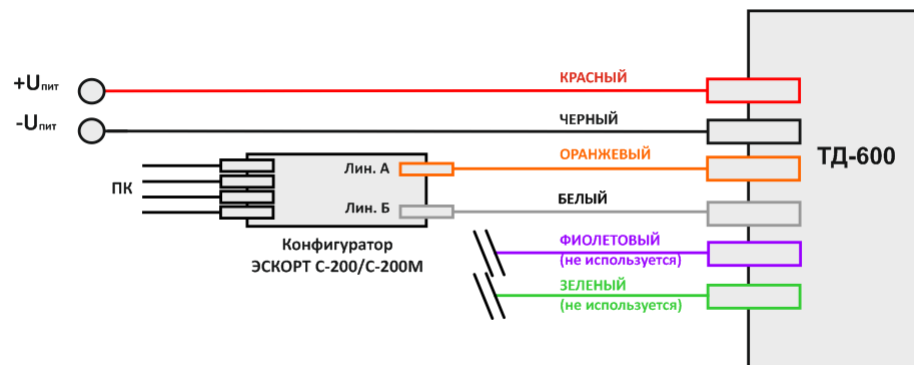 +Uпит
КРАСНЫЙ
-Uпит
ЧЕРНЫЙ
ОРАНЖЕВЫЙ
ТД-600
Лин. А
ПК
БЕЛЫЙ
Лин. Б
Конфигуратор
ЭСКОРТ С-200/С-200М
ФИОЛЕТОВЫЙ
(не используется)
ЗЕЛЕНЫЙ
(не используется)